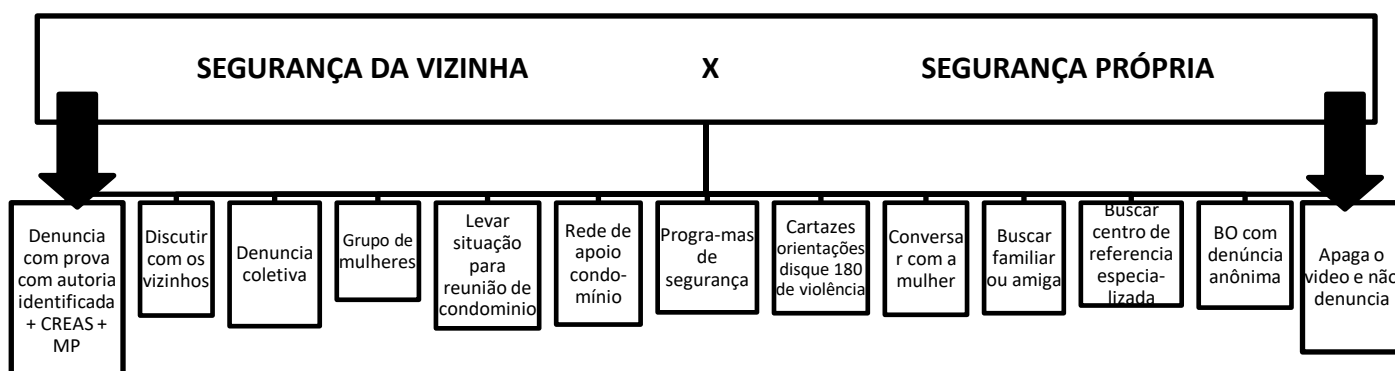 SEGURANÇA DA VIZINHA X SEGURANÇA PRÓPRIA
Denuncia
com prova
com autoria
identificada
+ CREAS +
MP
Discutir
com os
vizinhos
Denuncia
coletiva
Grupo de
mulheres
Levar
situação
para
reunião de
condominio
Rede de
apoio
condo-
mínio
Progra-mas
de
segurança
Cartazes
orientações
disque 180
de violência
Conversa
r com a
mulher
Buscar
familiar
ou amiga
Buscar
centro de
referencia
especia-
lizada
BO com
denúncia
anônima
Apaga o
video e não
denuncia